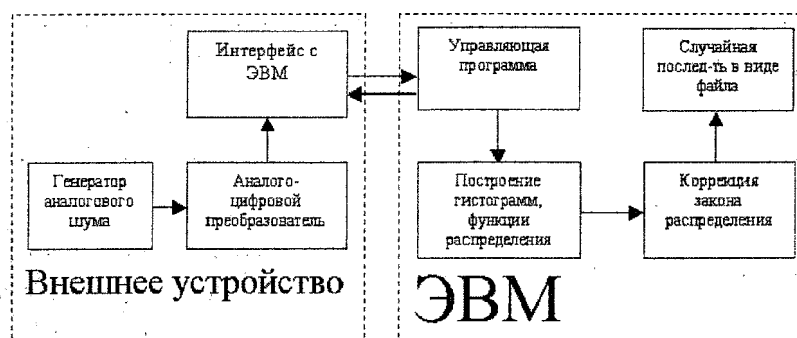 Интерфейс с
ЭВМ
Управляющая
программа
Случайная
послед-ть в виде
файла
Генератор
аналогового
шума
Аналого-
цифровой
преобразователь
Построение
гистограмм,
функции
распределения
Коррекция
закона
распределения
Внешнее устройство
ЭВМ